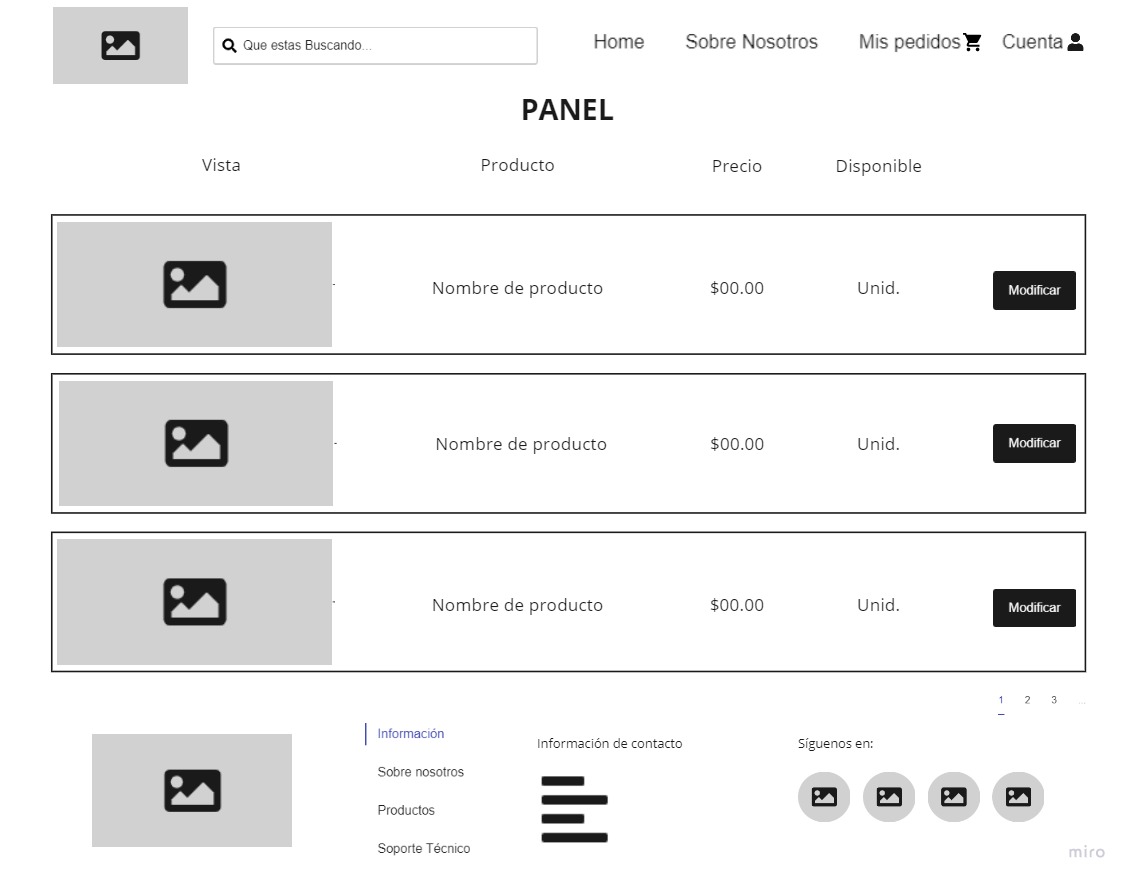 Que estas Buscando...
Home
Sobre Nosotros
Mis pedidos
Cuenta
PANEL
Vista
Producto
Precio
Disponible
Nombre de producto
$00.00
Unid.
Modificar
Nombre de producto
$00.00
Unid.
Modificar
Nombre de producto
$00.00
Unid.
Modificar
1 2 3 ...
Información
Sobre nosotros
Productos
Soporte Técnico
Información de contacto
Síguenos en:
miro